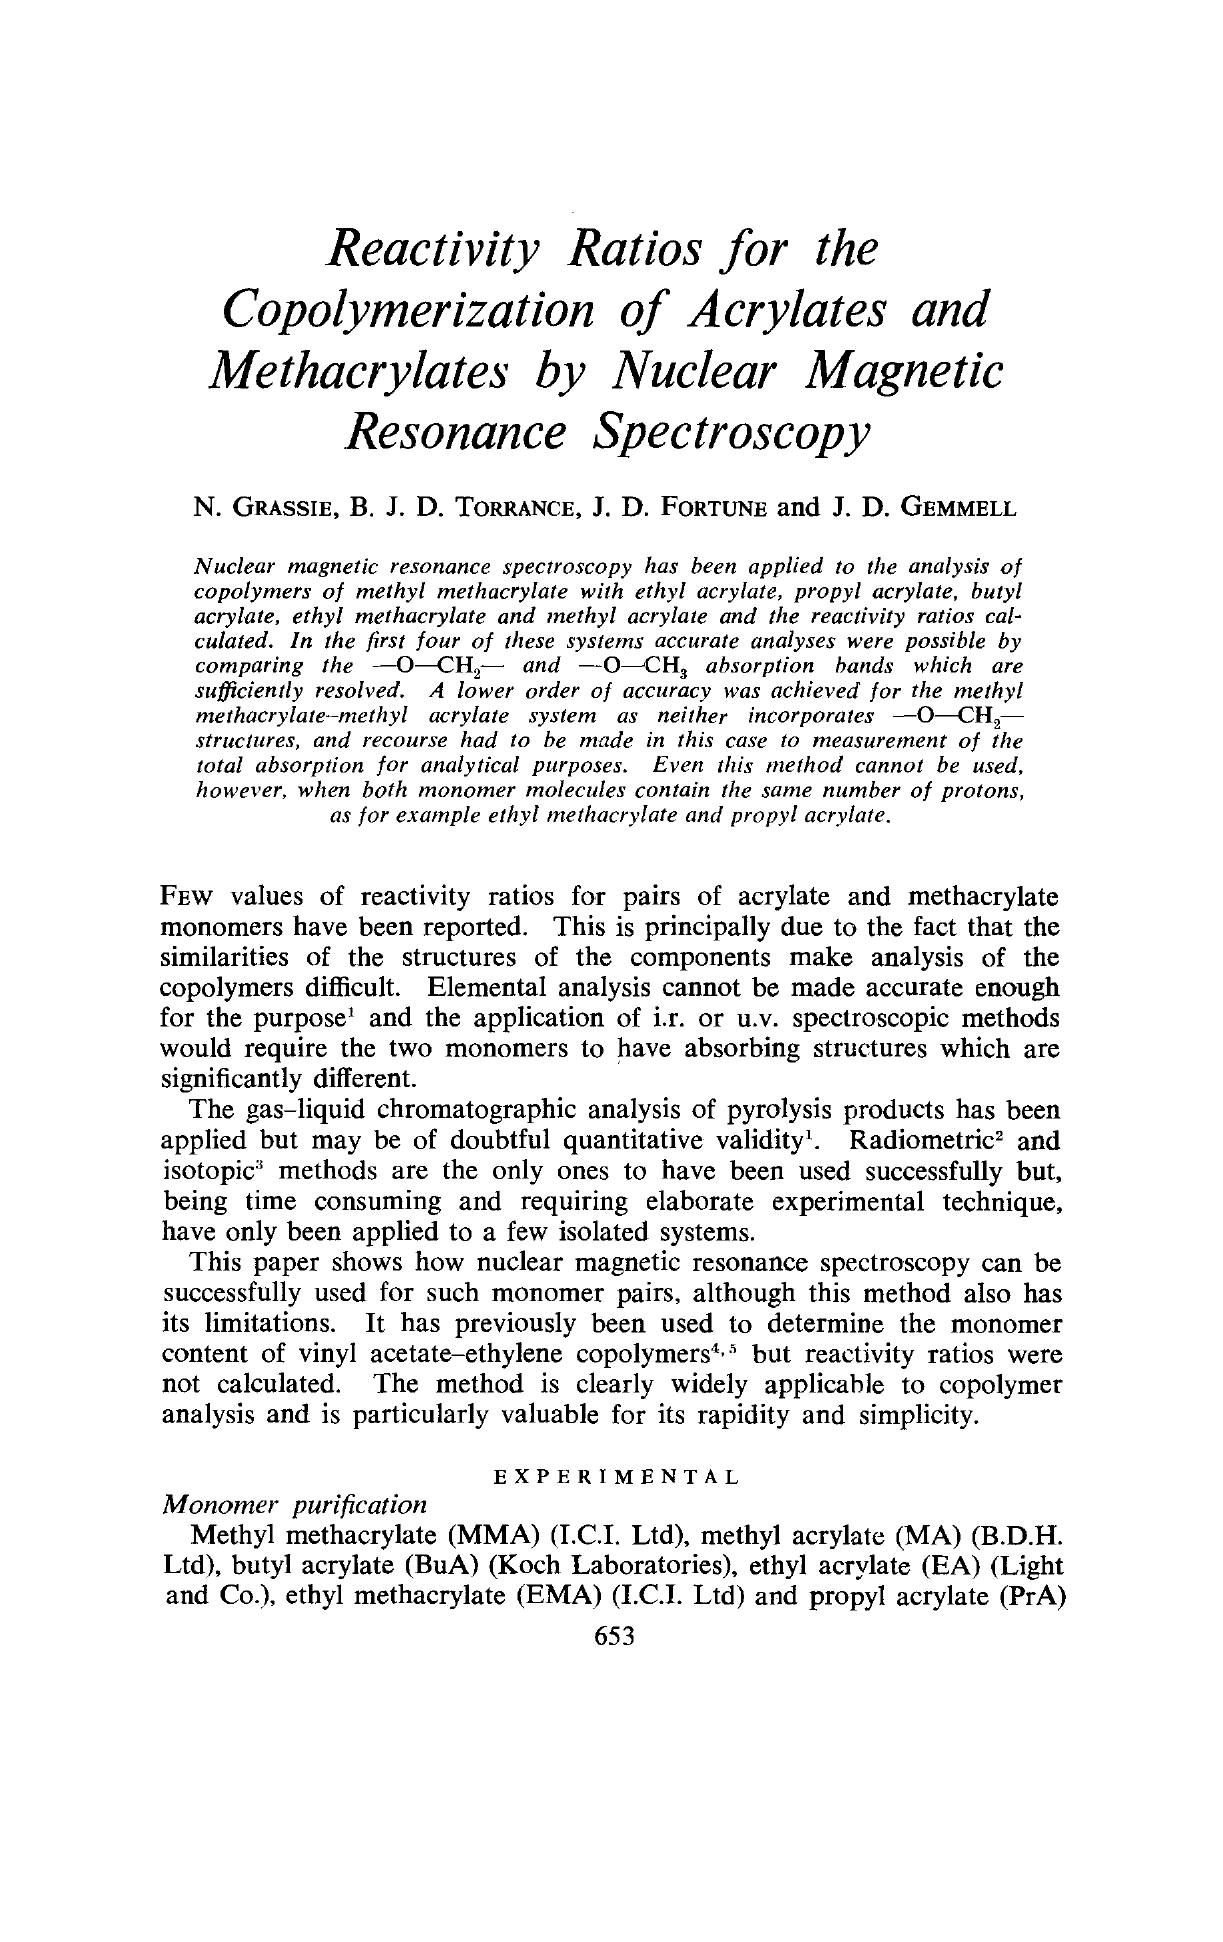 Reactivity Ratios for the
Copolymerization of Acrylates and
Methacrylates by Nuclear Magnetic
Resonance Spectroscopy
N. GRASSIE, B. J. D. TORRANCE, J. D. FORTUNE and J. D. GEMMELL
Nuclear magnetic resonance spectroscopy has been applied to the analysis of
copolymers of methyl methacrylate with ethyl acrylate, propyl acrylate, butyl
acrylate, ethyl methacrylate and methyl acrylate and the reactivity ratios cal-
culated. In the first four of these systems accurate analyses were possible by
comparing the —O—CH₂— and —O—CH₃ absorption bands which are
sufficiently resolved. A lower order of accuracy was achieved for the methyl
methacrylate–methyl acrylate system as neither incorporates —O—CH₂—
structures, and recourse had to be made in this case to measurement of the
total absorption for analytical purposes. Even this method cannot be used,
however, when both monomer molecules contain the same number of protons,
as for example ethyl methacrylate and propyl acrylate.
FEW values of reactivity ratios for pairs of acrylate and methacrylate
monomers have been reported. This is principally due to the fact that the
similarities of the structures of the components make analysis of the
copolymers difficult. Elemental analysis cannot be made accurate enough
for the purpose¹ and the application of i.r. or u.v. spectroscopic methods
would require the two monomers to have absorbing structures which are
significantly different.
The gas–liquid chromatographic analysis of pyrolysis products has been
applied but may be of doubtful quantitative validity¹. Radiometric² and
isotopic³ methods are the only ones to have been used successfully but,
being time consuming and requiring elaborate experimental technique,
have only been applied to a few isolated systems.
This paper shows how nuclear magnetic resonance spectroscopy can be
successfully used for such monomer pairs, although this method also has
its limitations. It has previously been used to determine the monomer
content of vinyl acetate–ethylene copolymers⁴,⁵ but reactivity ratios were
not calculated. The method is clearly widely applicable to copolymer
analysis and is particularly valuable for its rapidity and simplicity.
EXPERIMENTAL
Monomer purification
Methyl methacrylate (MMA) (I.C.I. Ltd), methyl acrylate (MA) (B.D.H.
Ltd), butyl acrylate (BuA) (Koch Laboratories), ethyl acrylate (EA) (Light
and Co.), ethyl methacrylate (EMA) (I.C.I. Ltd) and propyl acrylate (PrA)
653